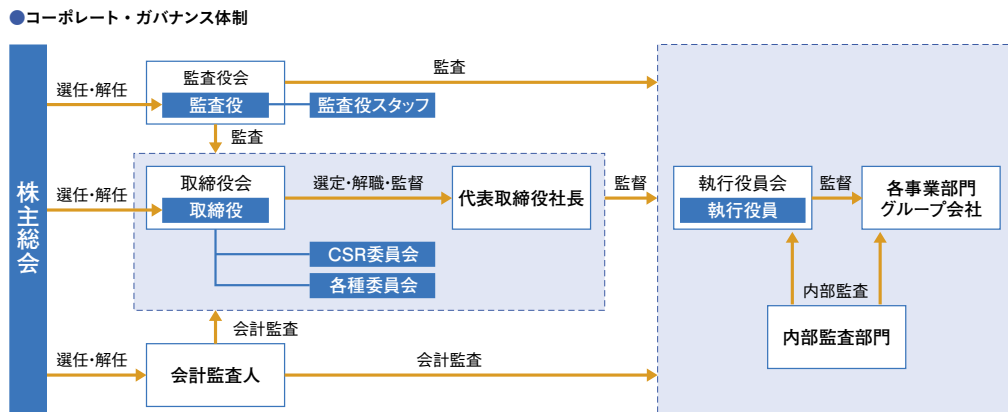 ●コーポレート・ガバナンス体制
株主総会
選任・解任
監査役会
監査役
監査役スタッフ
監査
監査
選任・解任
取締役会
取締役
選定・解職・監督
代表取締役社長
監督
CSR委員会
各種委員会
執行役員会
執行役員
監督
各事業部門
グループ会社
内部監査
内部監査部門
会計監査
選任・解任
会計監査人
会計監査